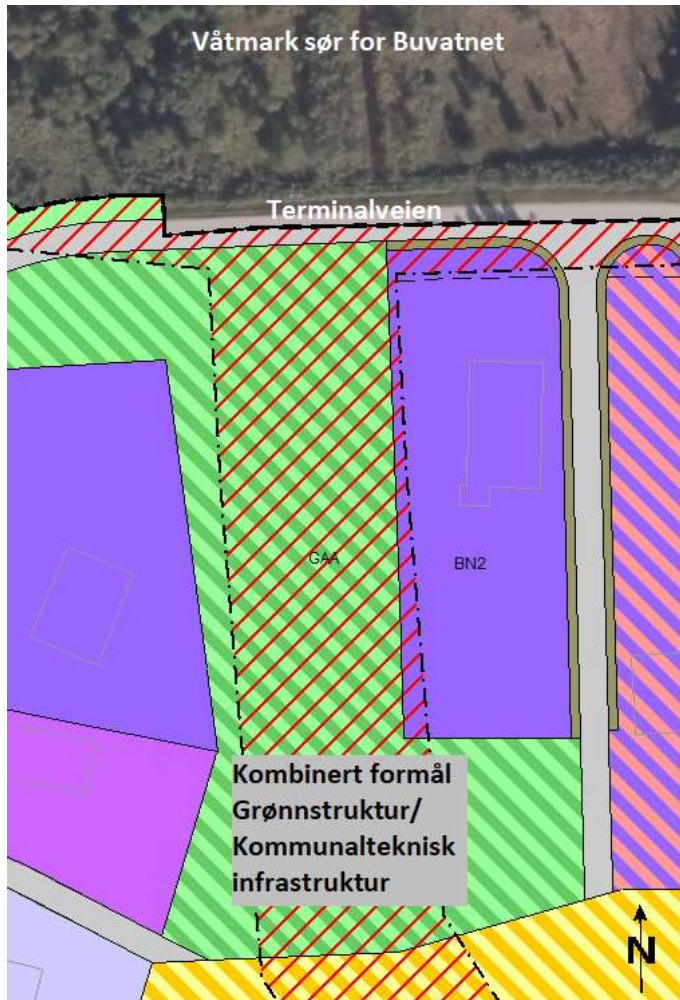 Våtmark sør for Buvatnet
Terminalveien
GAA
BN2
Kombinert formål
Grønnstruktur/
Kommunalteknisk
infrastruktur
N